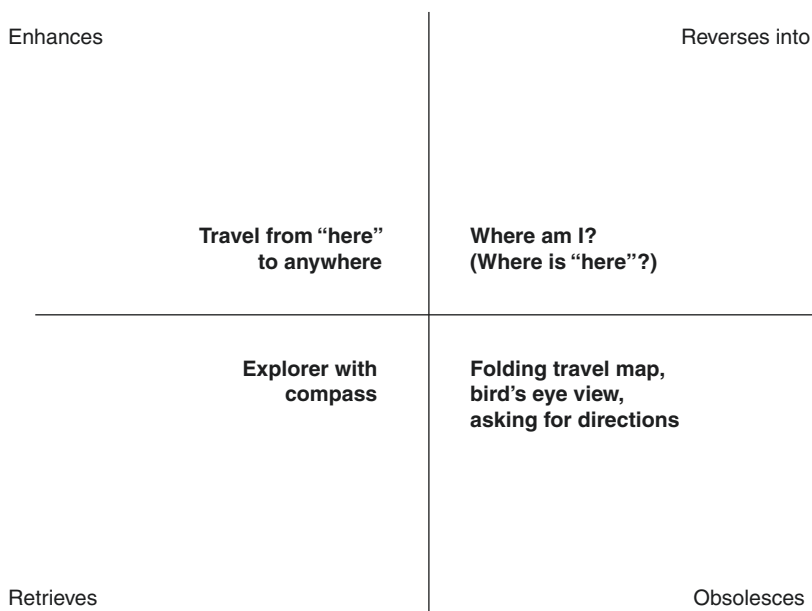 Enhances
Reverses into
Travel from “here”
to anywhere
Where am I?
(Where is “here”?)
Explorer with
compass
Folding travel map,
bird’s eye view,
asking for directions
Retrieves
Obsolesces